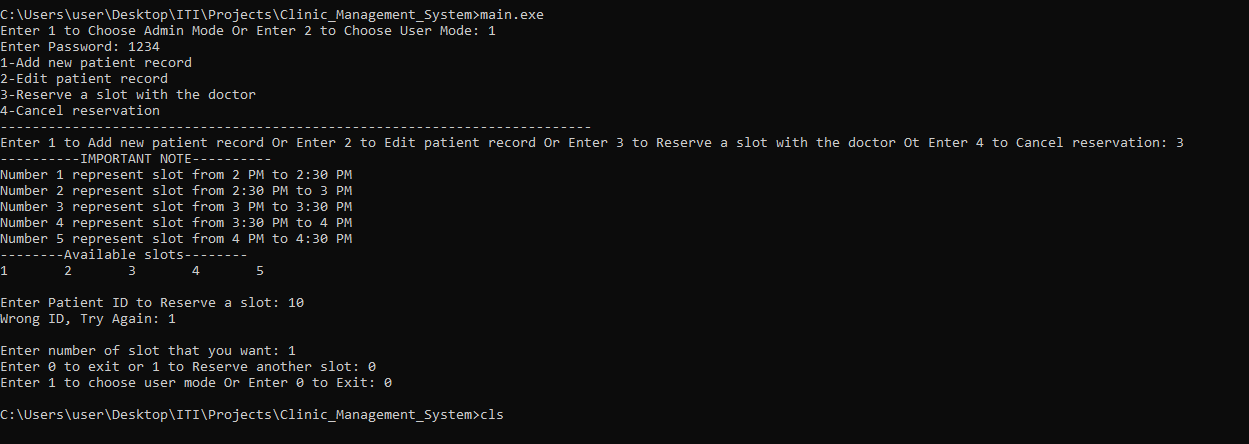 C:\Users\user\Desktop\ITI\Projects\Clinic_Management_System>main.exe
Enter 1 to Choose Admin Mode Or Enter 2 to Choose User Mode: 1
Enter Password: 1234
1-Add new patient record
2-Edit patient record
3-Reserve a slot with the doctor
4-Cancel reservation
--------------------------------------------------------------------------
Enter 1 to Add new patient record Or Enter 2 to Edit patient record Or Enter 3 to Reserve a slot with the doctor Ot Enter 4 to Cancel reservation: 3
----------IMPORTANT NOTE----------
Number 1 represent slot from 2 PM to 2:30 PM
Number 2 represent slot from 2:30 PM to 3 PM
Number 3 represent slot from 3 PM to 3:30 PM
Number 4 represent slot from 3:30 PM to 4 PM
Number 5 represent slot from 4 PM to 4:30 PM
--------Available slots--------
1       2       3       4       5
Enter Patient ID to Reserve a slot: 10
Wrong ID, Try Again: 1
Enter number of slot that you want: 1
Enter 0 to exit or 1 to Reserve another slot: 0
Enter 1 to choose user mode Or Enter 0 to Exit: 0
C:\Users\user\Desktop\ITI\Projects\Clinic_Management_System>cls